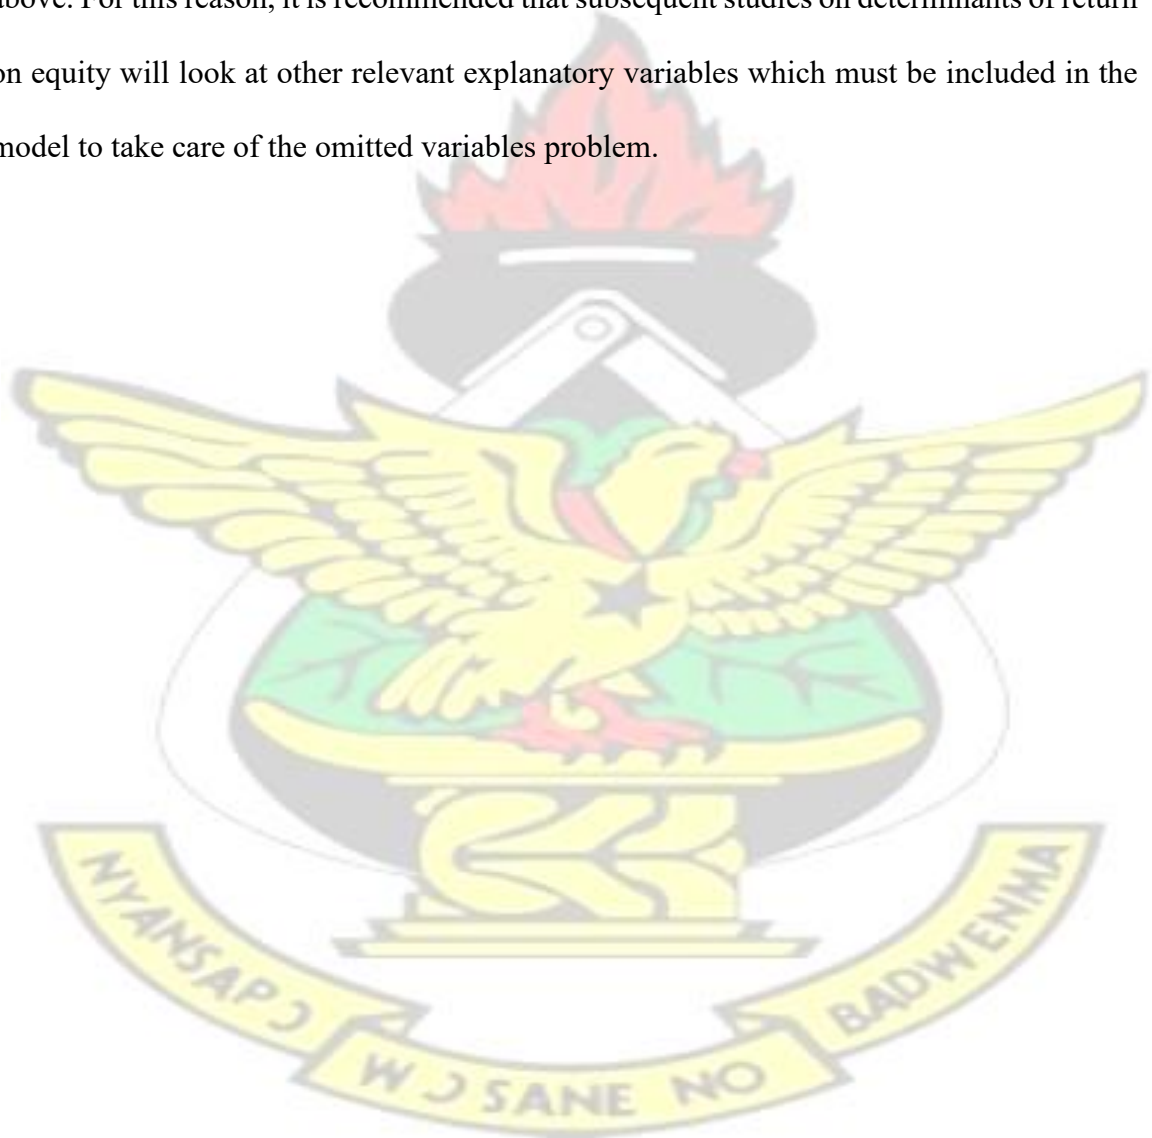 above. For this reason, it is recommended that subsequent studies on determinants of return
on equity will look at other relevant explanatory variables which must be included in the
model to take care of the omitted variables problem.
NYANSAPƆ
WƆSANE NO
BADWENMA